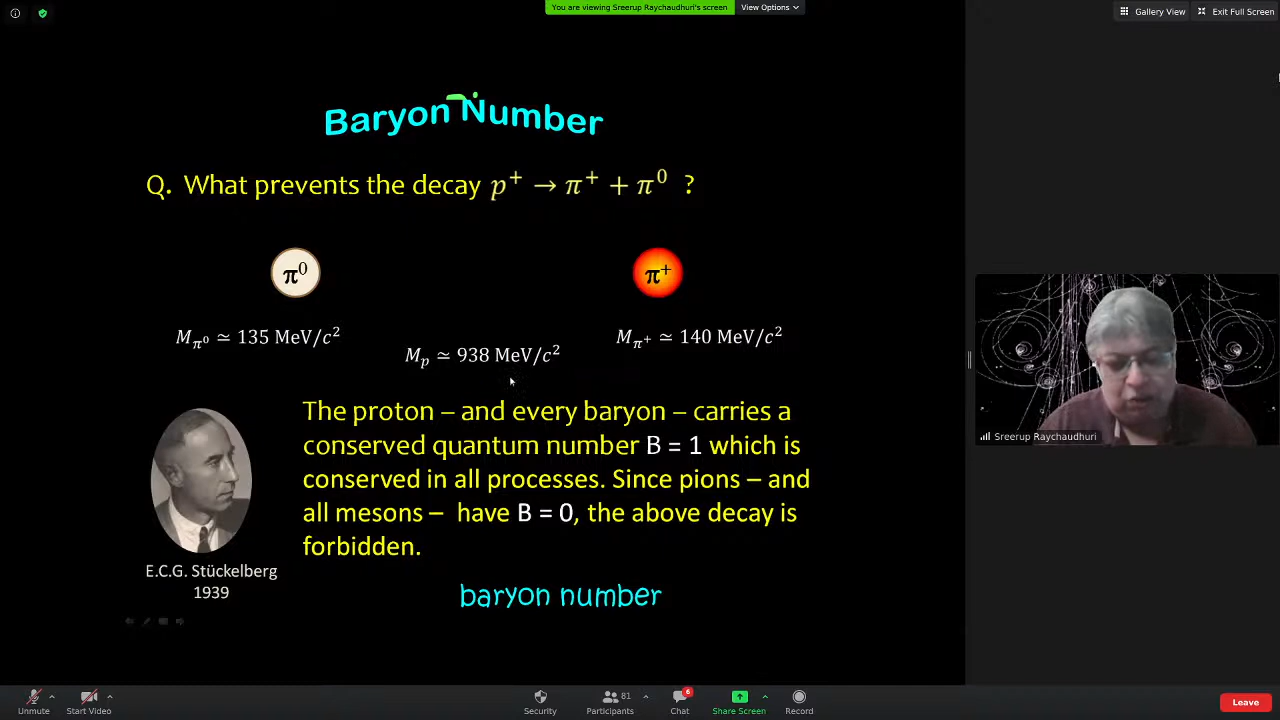 You are viewing Sreerup Raychaudhuri's screen
View Options
Gallery View
Exit Full Screen
Baryon Number
Q. What prevents the decay p⁺ → π⁺ + π⁰ ?
π⁰
π⁺
M_π⁰ ≃ 135 MeV/c²
M_π⁺ ≃ 140 MeV/c²
M_p ≃ 938 MeV/c²
The proton – and every baryon – carries a
conserved quantum number B = 1 which is
conserved in all processes. Since pions – and
all mesons – have B = 0, the above decay is
forbidden.
E.C.G. Stückelberg
1939
baryon number
Sreerup Raychaudhuri
Unmute
Start Video
Security
81
Participants
6
Chat
Share Screen
Record
Leave